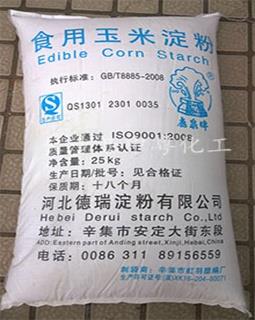 食用玉米淀粉
Edible Corn Starch
执行标准: GB/T8885-2008
QS1301 2301 0035
本企业通过 ISO9001:2008
质量管理体系认证
净含量: 25kg
生产日期/批号: 见合格证
保质期: 十八个月
河北德瑞淀粉有限公司
Hebei Derui starch Co.,Ltd
地址: 辛集市安定大街东段
ADD:Eastern part of Anding street,Xinji,Hebei,China
电话: 0086 311 89156559